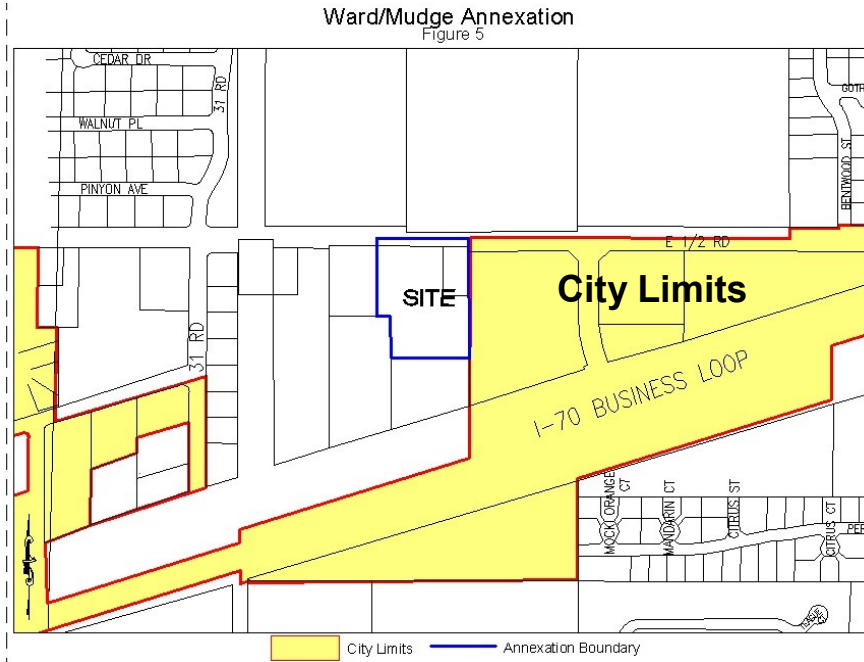 Ward/Mudge Annexation
Figure 5
CEDAR DR
31 RD
GOTH
WALNUT PL
BENTWOOD ST
PINYON AVE
E 1/2 RD
SITE
City Limits
31 RD
I-70 BUSINESS LOOP
MOCK ORANGE CT
MANDARIN CT
CITRUS ST
CITRUS CT
PER
City Limits
Annexation Boundary